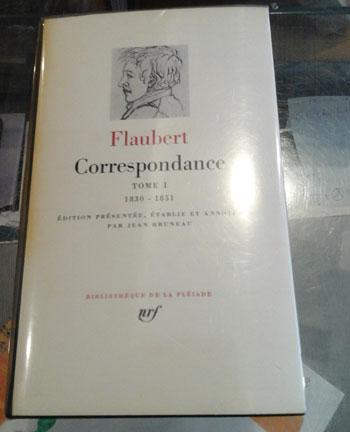 Flaubert
Correspondance
TOME I
1830 - 1851
ÉDITION PRÉSENTÉE, ÉTABLIE ET ANNOTÉE
PAR JEAN BRUNEAU
BIBLIOTHÈQUE DE LA PLÉIADE
nrf